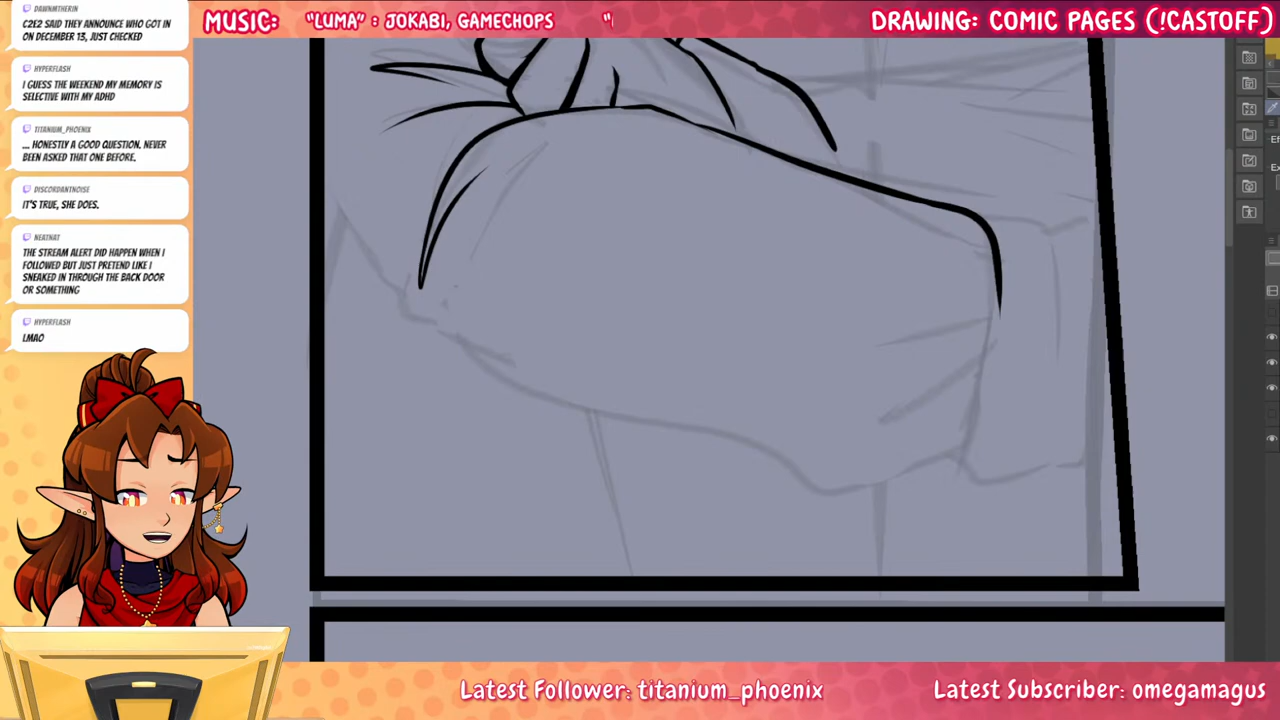 MUSIC: "LUMA" : JOKABI, GAMECHOPS
DRAWING: COMIC PAGES (!CASTOFF)
DAWNMTHERIN
C2E2 SAID THEY ANNOUNCE WHO GOT IN
ON DECEMBER 13, JUST CHECKED
HYPERFLASH
I GUESS THE WEEKEND MY MEMORY IS
SELECTIVE WITH MY ADHD
TITANIUM_PHOENIX
... HONESTLY A GOOD QUESTION. NEVER
BEEN ASKED THAT ONE BEFORE.
DISCORDANTNOISE
IT'S TRUE, SHE DOES.
NEATNAT
THE STREAM ALERT DID HAPPEN WHEN I
FOLLOWED BUT JUST PRETEND LIKE I
SNEAKED IN THROUGH THE BACK DOOR
OR SOMETHING
HYPERFLASH
LMAO
Latest Follower: titanium_phoenix
Latest Subscriber: omegamagus